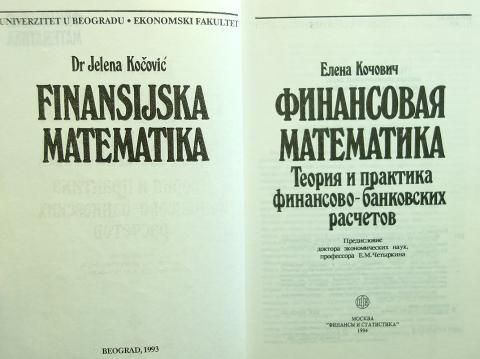 UNIVERZITET U BEOGRADU • EKONOMSKI FAKULTET
Dr Jelena Kočović
FINANSIJSKA
MATEMATIKA
BEOGRAD, 1993
Елена Кочович
ФИНАНСОВАЯ
МАТЕМАТИКА
Теория и практика
финансово-банковских
расчетов
Предисловие
доктора экономических наук,
профессора Е.М.Четыркина
МОСКВА
"ФИНАНСЫ И СТАТИСТИКА"
1994